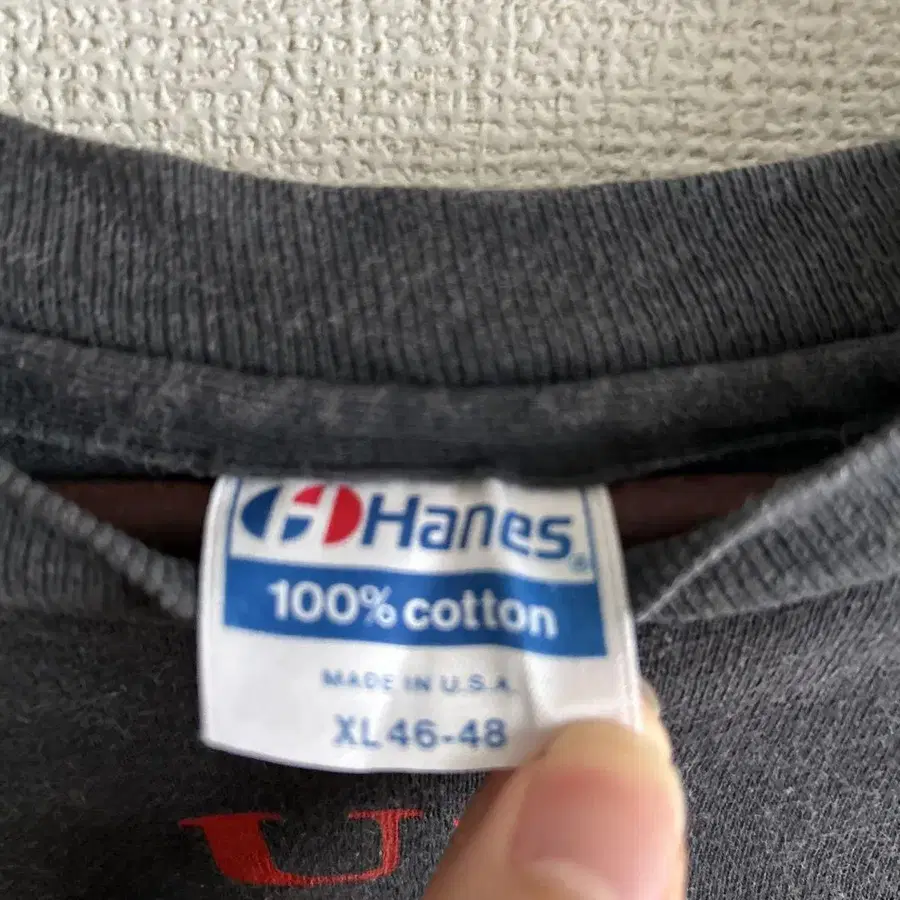 Hanes®
100% cotton
MADE IN U.S.A.
XL 46-48
U